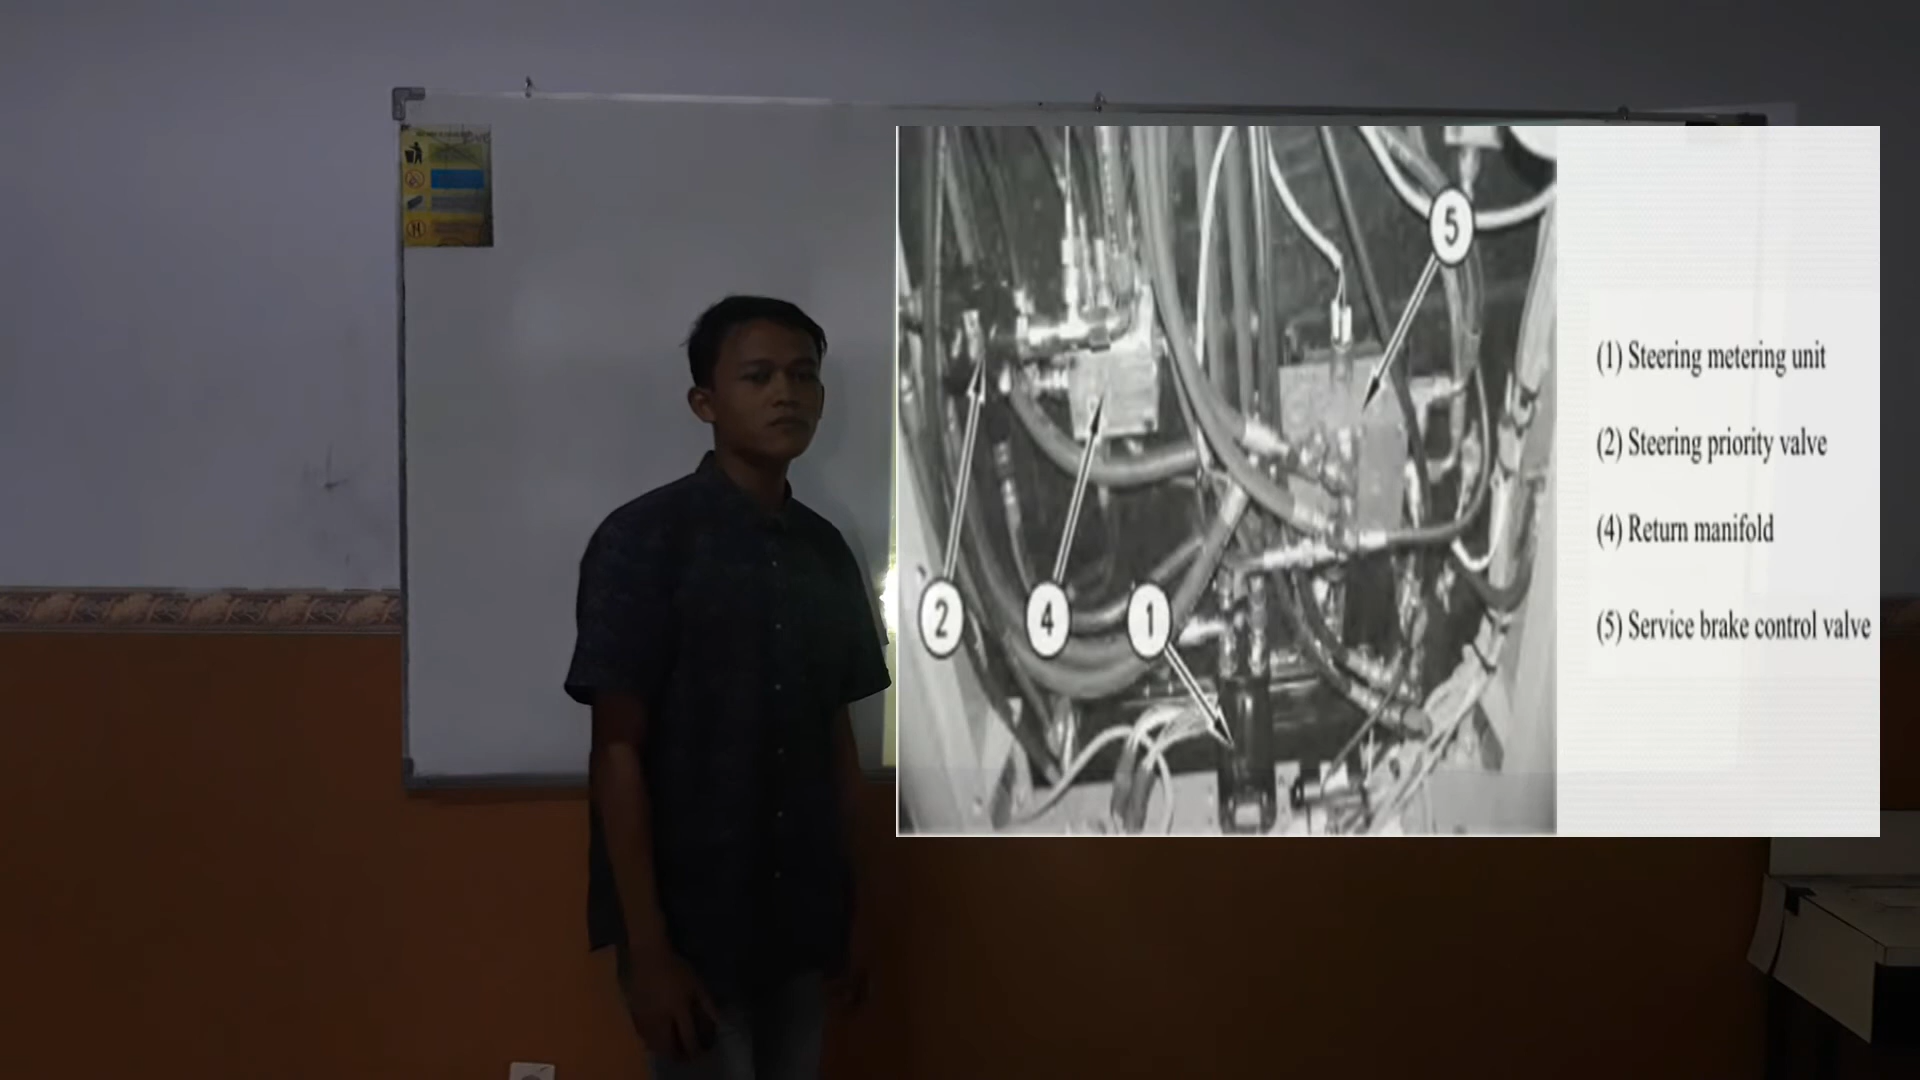 5
2
4
1
(1) Steering metering unit
(2) Steering priority valve
(4) Return manifold
(5) Service brake control valve